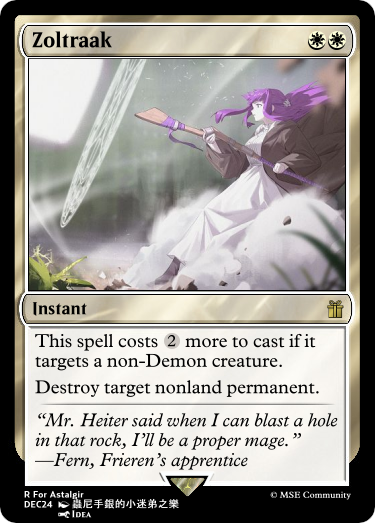 Zoltraak
Instant
This spell costs 2 more to cast if it
targets a non-Demon creature.
Destroy target nonland permanent.
“Mr. Heiter said when I can blast a hole
in that rock, I’ll be a proper mage.”
—Fern, Frieren’s apprentice
R For Astalgir
DEC24 蟲尼手銀的小迷弟之樂
IDEA
© MSE Community